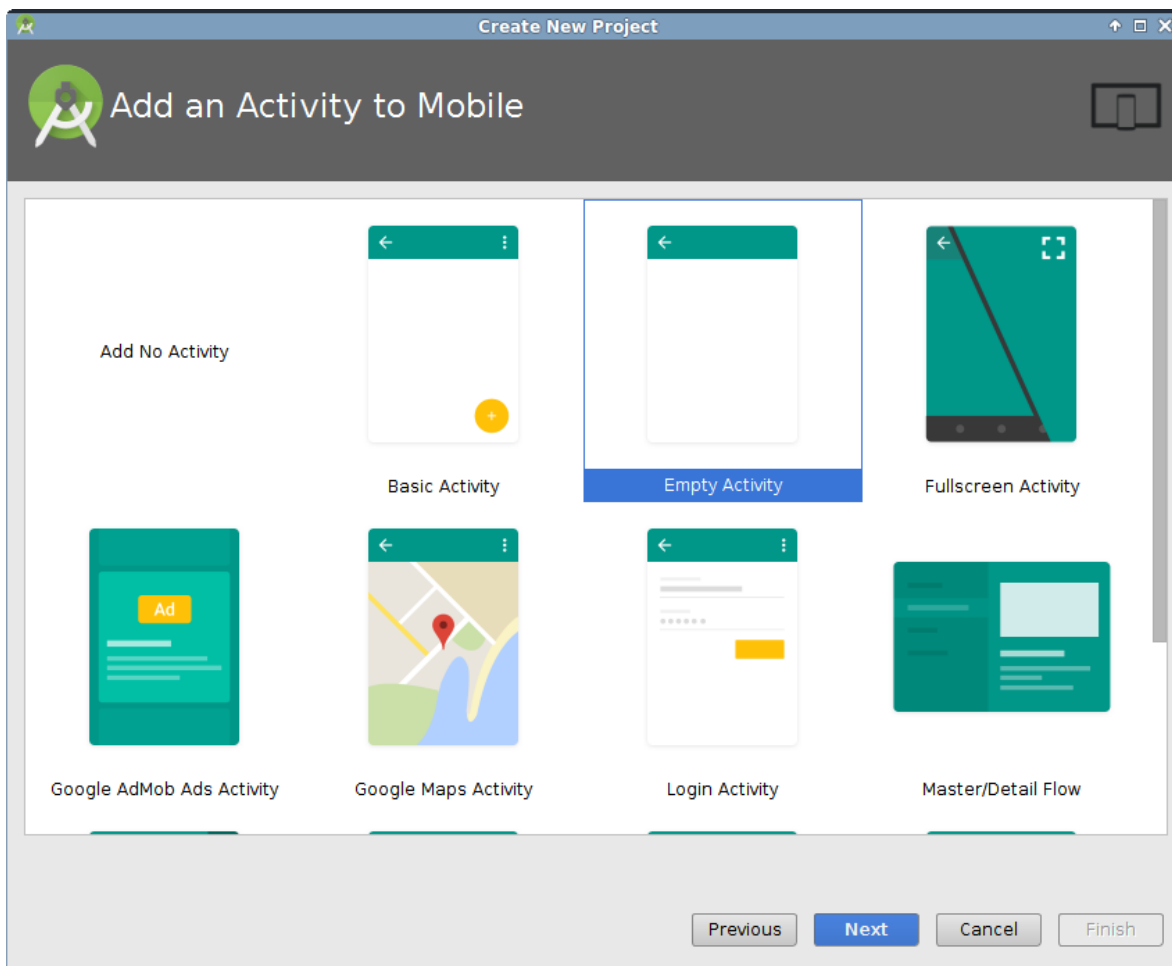 Create New Project
Add an Activity to Mobile
Add No Activity
Basic Activity
Empty Activity
Fullscreen Activity
Ad
Google AdMob Ads Activity
Google Maps Activity
Login Activity
Master/Detail Flow
Previous
Next
Cancel
Finish